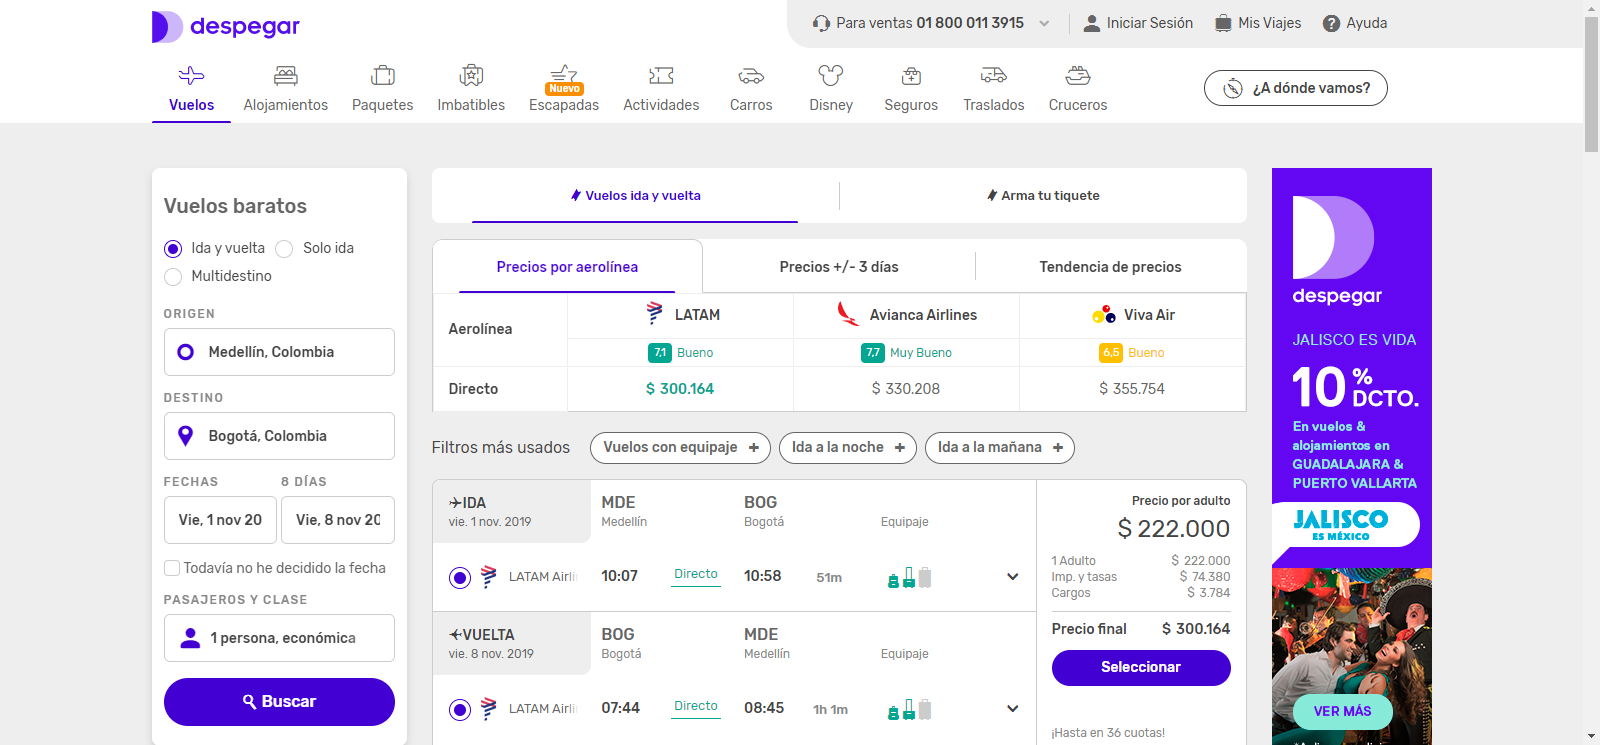 despegar
Para ventas 01 800 011 3915
Iniciar Sesión
Mis Viajes
Ayuda
Vuelos
Alojamientos
Paquetes
Imbatibles
Nuevo
Escapadas
Actividades
Carros
Disney
Seguros
Traslados
Cruceros
¿A dónde vamos?
Vuelos baratos
Ida y vuelta
Solo ida
Multidestino
ORIGEN
Medellín, Colombia
DESTINO
Bogotá, Colombia
FECHAS
8 DÍAS
Vie, 1 nov 20
Vie, 8 nov 20
Todavía no he decidido la fecha
PASAJEROS Y CLASE
1 persona, económica
Buscar
Vuelos ida y vuelta
Arma tu tiquete
Precios por aerolínea
Precios +/- 3 días
Tendencia de precios
Aerolínea
LATAM
Avianca Airlines
Viva Air
7,1 Bueno
7,7 Muy Bueno
6,5 Bueno
Directo
$ 300.164
$ 330.208
$ 355.754
Filtros más usados
Vuelos con equipaje +
Ida a la noche +
Ida a la mañana +
IDA
vie. 1 nov. 2019
MDE
Medellín
BOG
Bogotá
Equipaje
LATAM Airli
10:07
Directo
10:58
51m
VUELTA
vie. 8 nov. 2019
BOG
Bogotá
MDE
Medellín
Equipaje
LATAM Airli
07:44
Directo
08:45
1h 1m
Precio por adulto
$ 222.000
1 Adulto $ 222.000
Imp. y tasas $ 74.380
Cargos $ 3.784
Precio final $ 300.164
Seleccionar
¡Hasta en 36 cuotas!
despegar
JALISCO ES VIDA
10% DCTO.
En vuelos &
alojamientos en
GUADALAJARA &
PUERTO VALLARTA
JALISCO
ES MÉXICO
VER MÁS